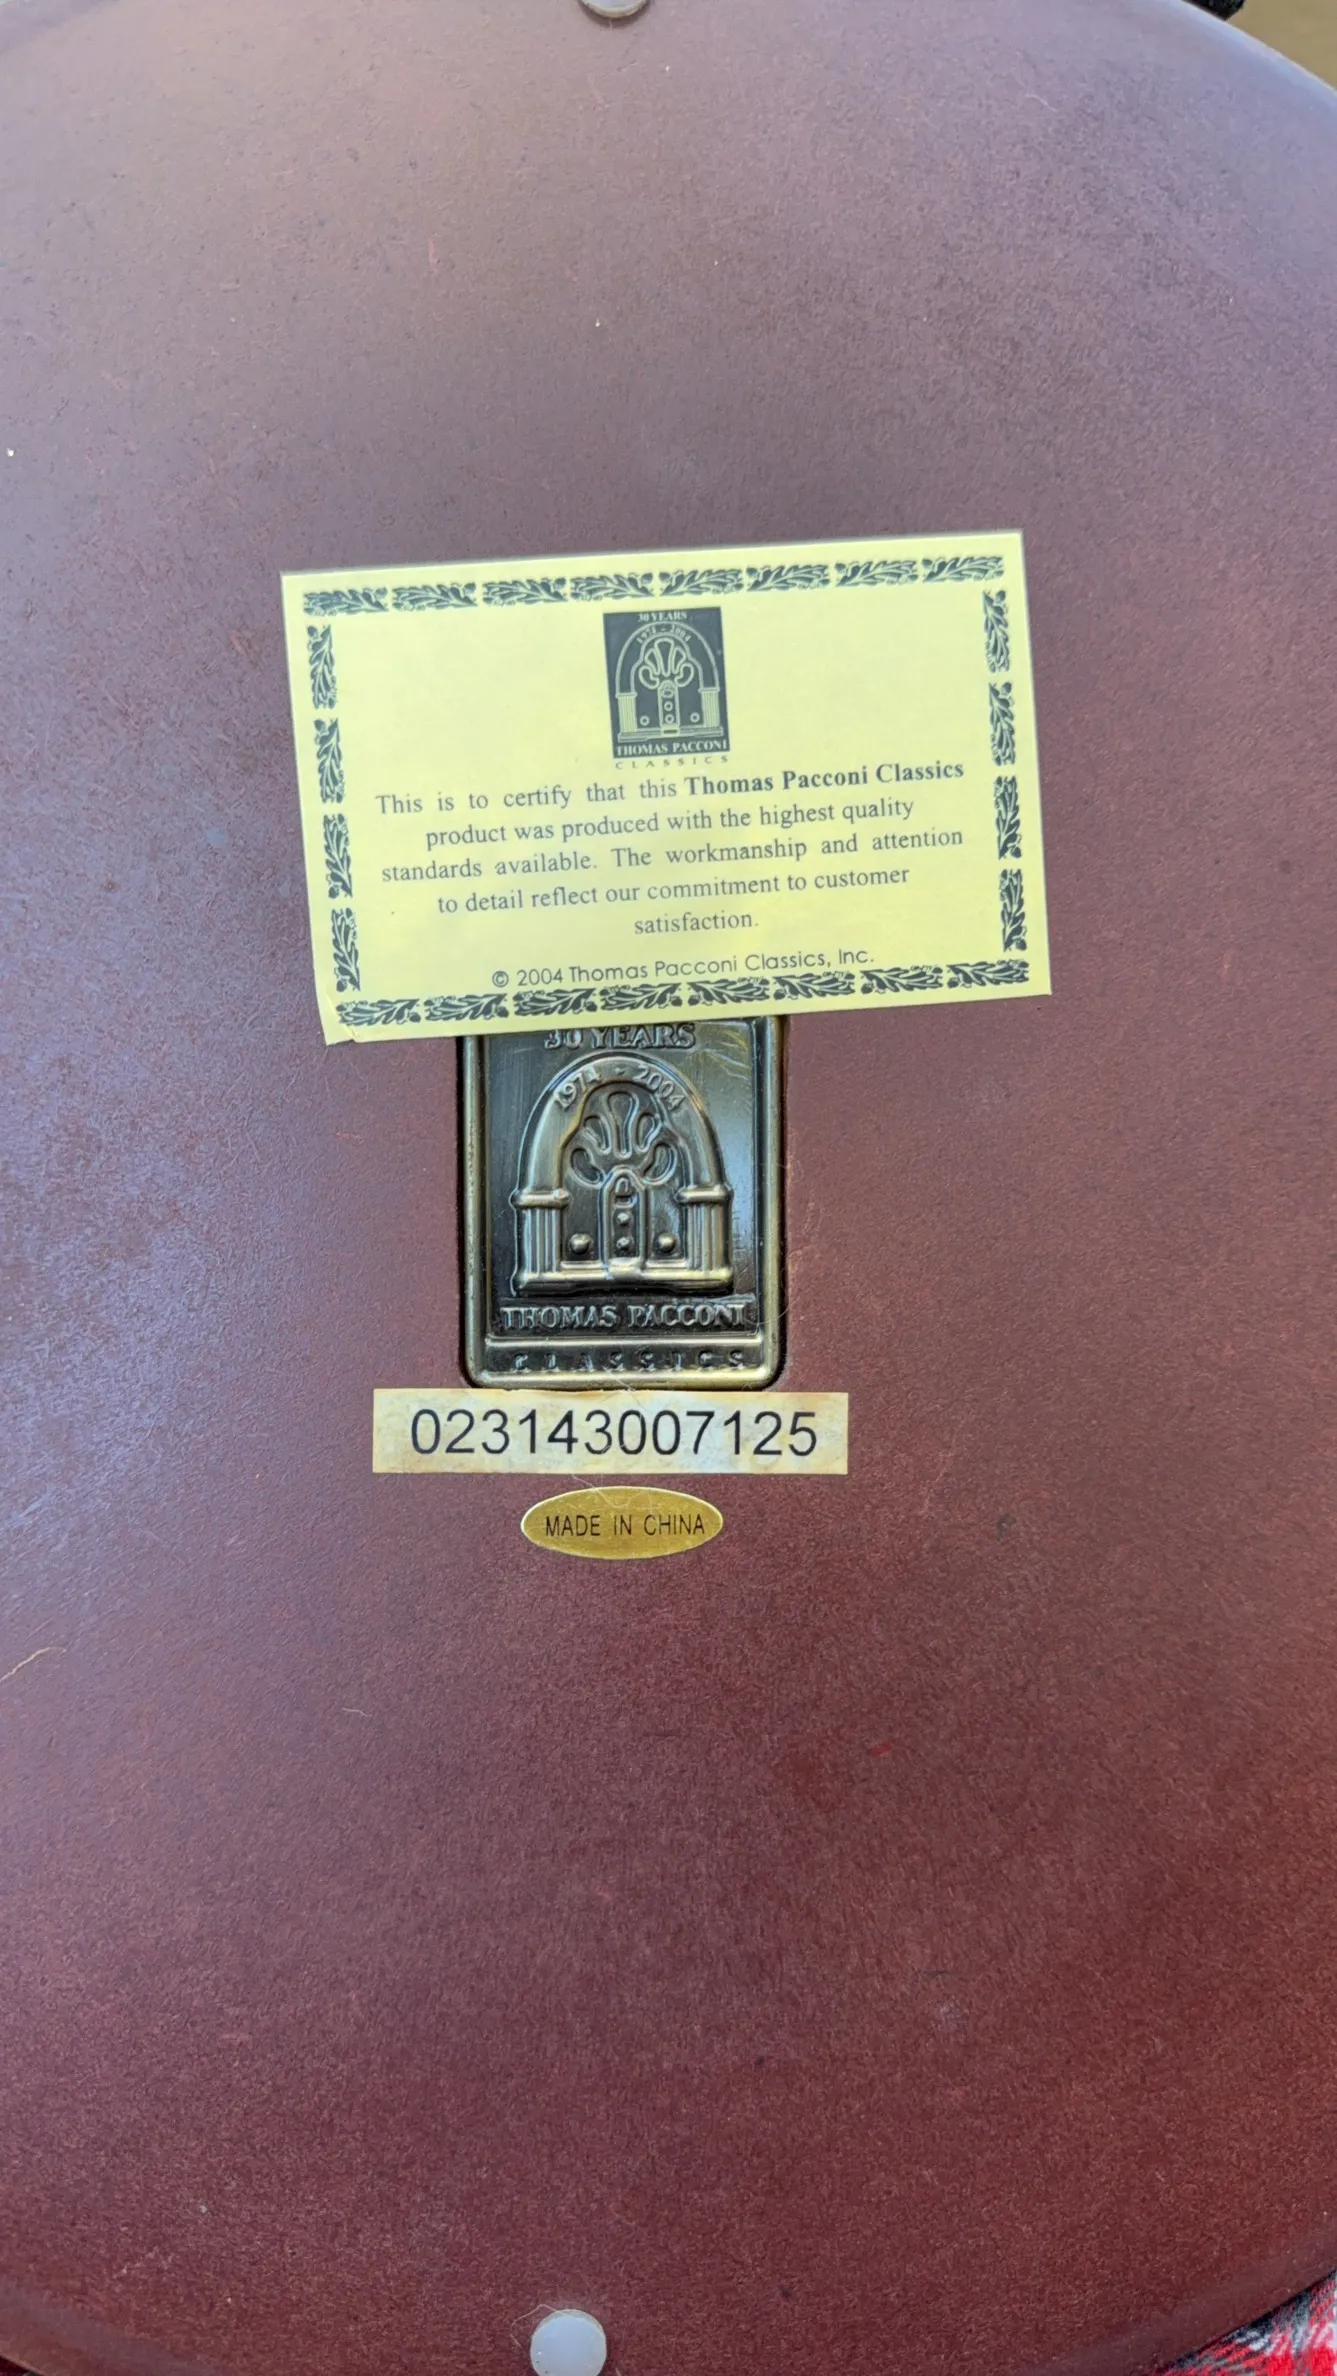 30 YEARS
1974 - 2004
THOMAS PACCONI
CLASSICS
This is to certify that this Thomas Pacconi Classics
product was produced with the highest quality
standards available. The workmanship and attention
to detail reflect our commitment to customer
satisfaction.
© 2004 Thomas Pacconi Classics, Inc.
30 YEARS
1974 - 2004
THOMAS PACCONI
CLASSICS
023143007125
MADE IN CHINA